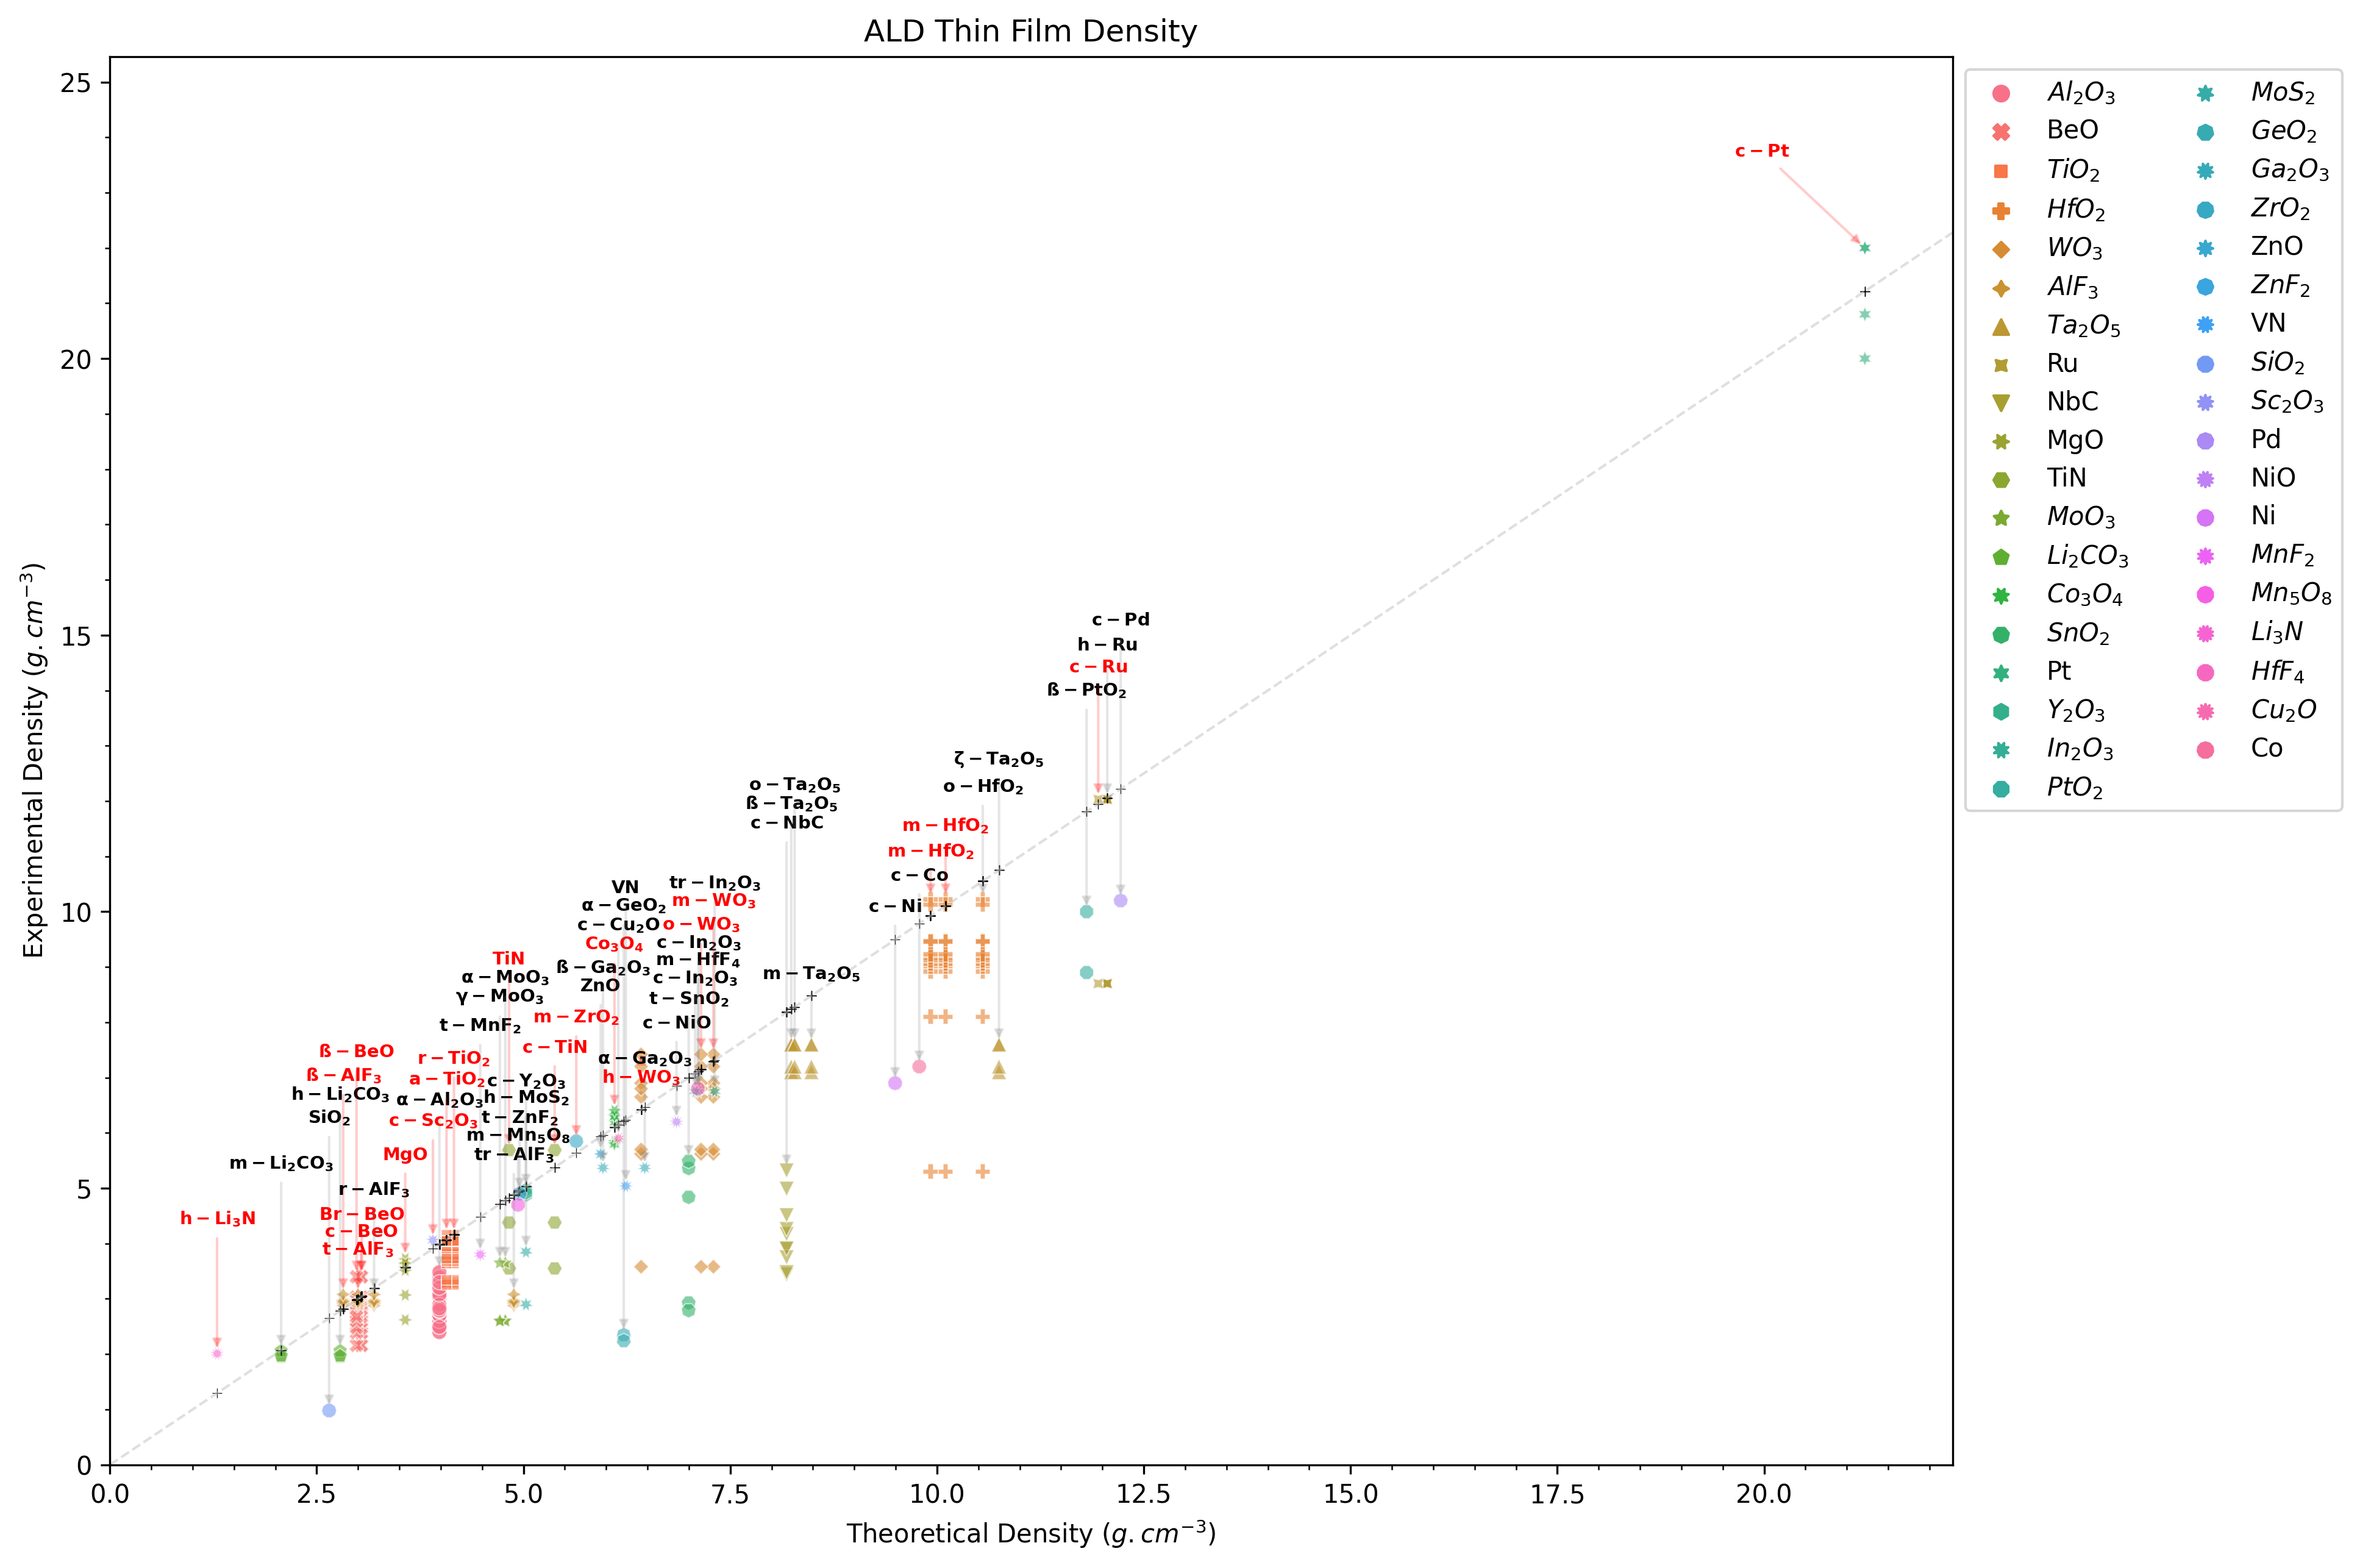 ALD Thin Film Density
25
20
15
10
5
0
Experimental Density (g.cm⁻³)
c − Pt
c − Pd
h − Ru
c − Ru
ß − PtO₂
ζ − Ta₂O₅
o − HfO₂
o − Ta₂O₅
ß − Ta₂O₅
c − NbC
m − HfO₂
m − HfO₂
c − Co
c − Ni
VN
α − GeO₂
c − Cu₂O
Co₃O₄
ß − Ga₂O₃
ZnO
tr − In₂O₃
m − WO₃
o − WO₃
c − In₂O₃
m − HfF₄
c − In₂O₃
t − SnO₂
c − NiO
m − Ta₂O₅
TiN
α − MoO₃
γ − MoO₃
t − MnF₂
m − ZrO₂
c − TiN
α − Ga₂O₃
h − WO₃
ß − BeO
ß − AlF₃
h − Li₂CO₃
SiO₂
r − TiO₂
a − TiO₂
α − Al₂O₃
c − Sc₂O₃
MgO
c − Y₂O₃
h − MoS₂
t − ZnF₂
m − Mn₅O₈
tr − AlF₃
m − Li₂CO₃
r − AlF₃
h − Li₃N
Br − BeO
c − BeO
t − AlF₃
0.0 2.5 5.0 7.5 10.0 12.5 15.0 17.5 20.0
Theoretical Density (g.cm⁻³)
Al₂O₃
BeO
TiO₂
HfO₂
WO₃
AlF₃
Ta₂O₅
Ru
NbC
MgO
TiN
MoO₃
Li₂CO₃
Co₃O₄
SnO₂
Pt
Y₂O₃
In₂O₃
PtO₂
MoS₂
GeO₂
Ga₂O₃
ZrO₂
ZnO
ZnF₂
VN
SiO₂
Sc₂O₃
Pd
NiO
Ni
MnF₂
Mn₅O₈
Li₃N
HfF₄
Cu₂O
Co